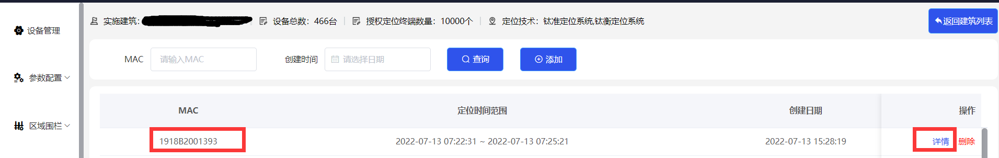 实施建筑： 设备总数：466台 授权定位终端数量：10000个 定位技术：钛准定位系统,钛衡定位系统 返回建筑列表
设备管理
MAC 请输入MAC 创建时间 请选择日期 查询 添加
参数配置
MAC 定位时间范围 创建日期 操作
区域围栏
1918B2001393 2022-07-13 07:22:31 ~ 2022-07-13 07:25:21 2022-07-13 15:28:19 详情 删除